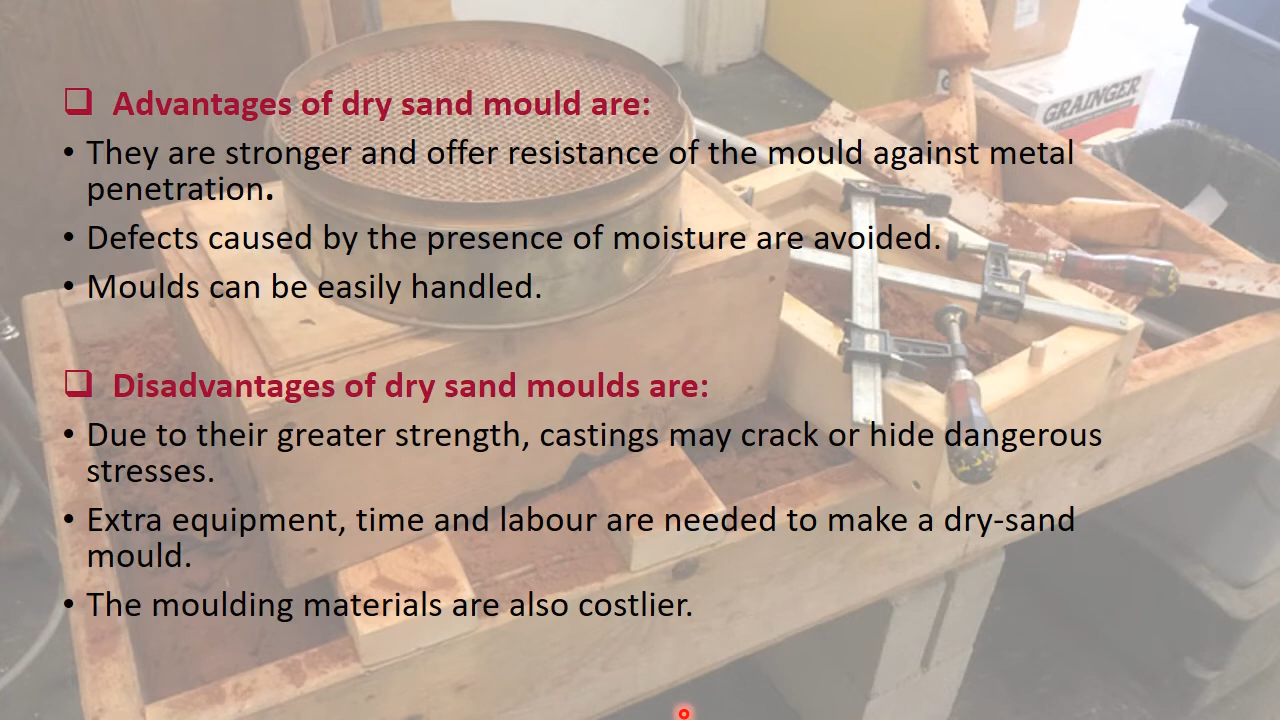 ❑ Advantages of dry sand mould are:
• They are stronger and offer resistance of the mould against metal
penetration.
• Defects caused by the presence of moisture are avoided.
• Moulds can be easily handled.
❑ Disadvantages of dry sand moulds are:
• Due to their greater strength, castings may crack or hide dangerous
stresses.
• Extra equipment, time and labour are needed to make a dry-sand
mould.
• The moulding materials are also costlier.
GRAINGER